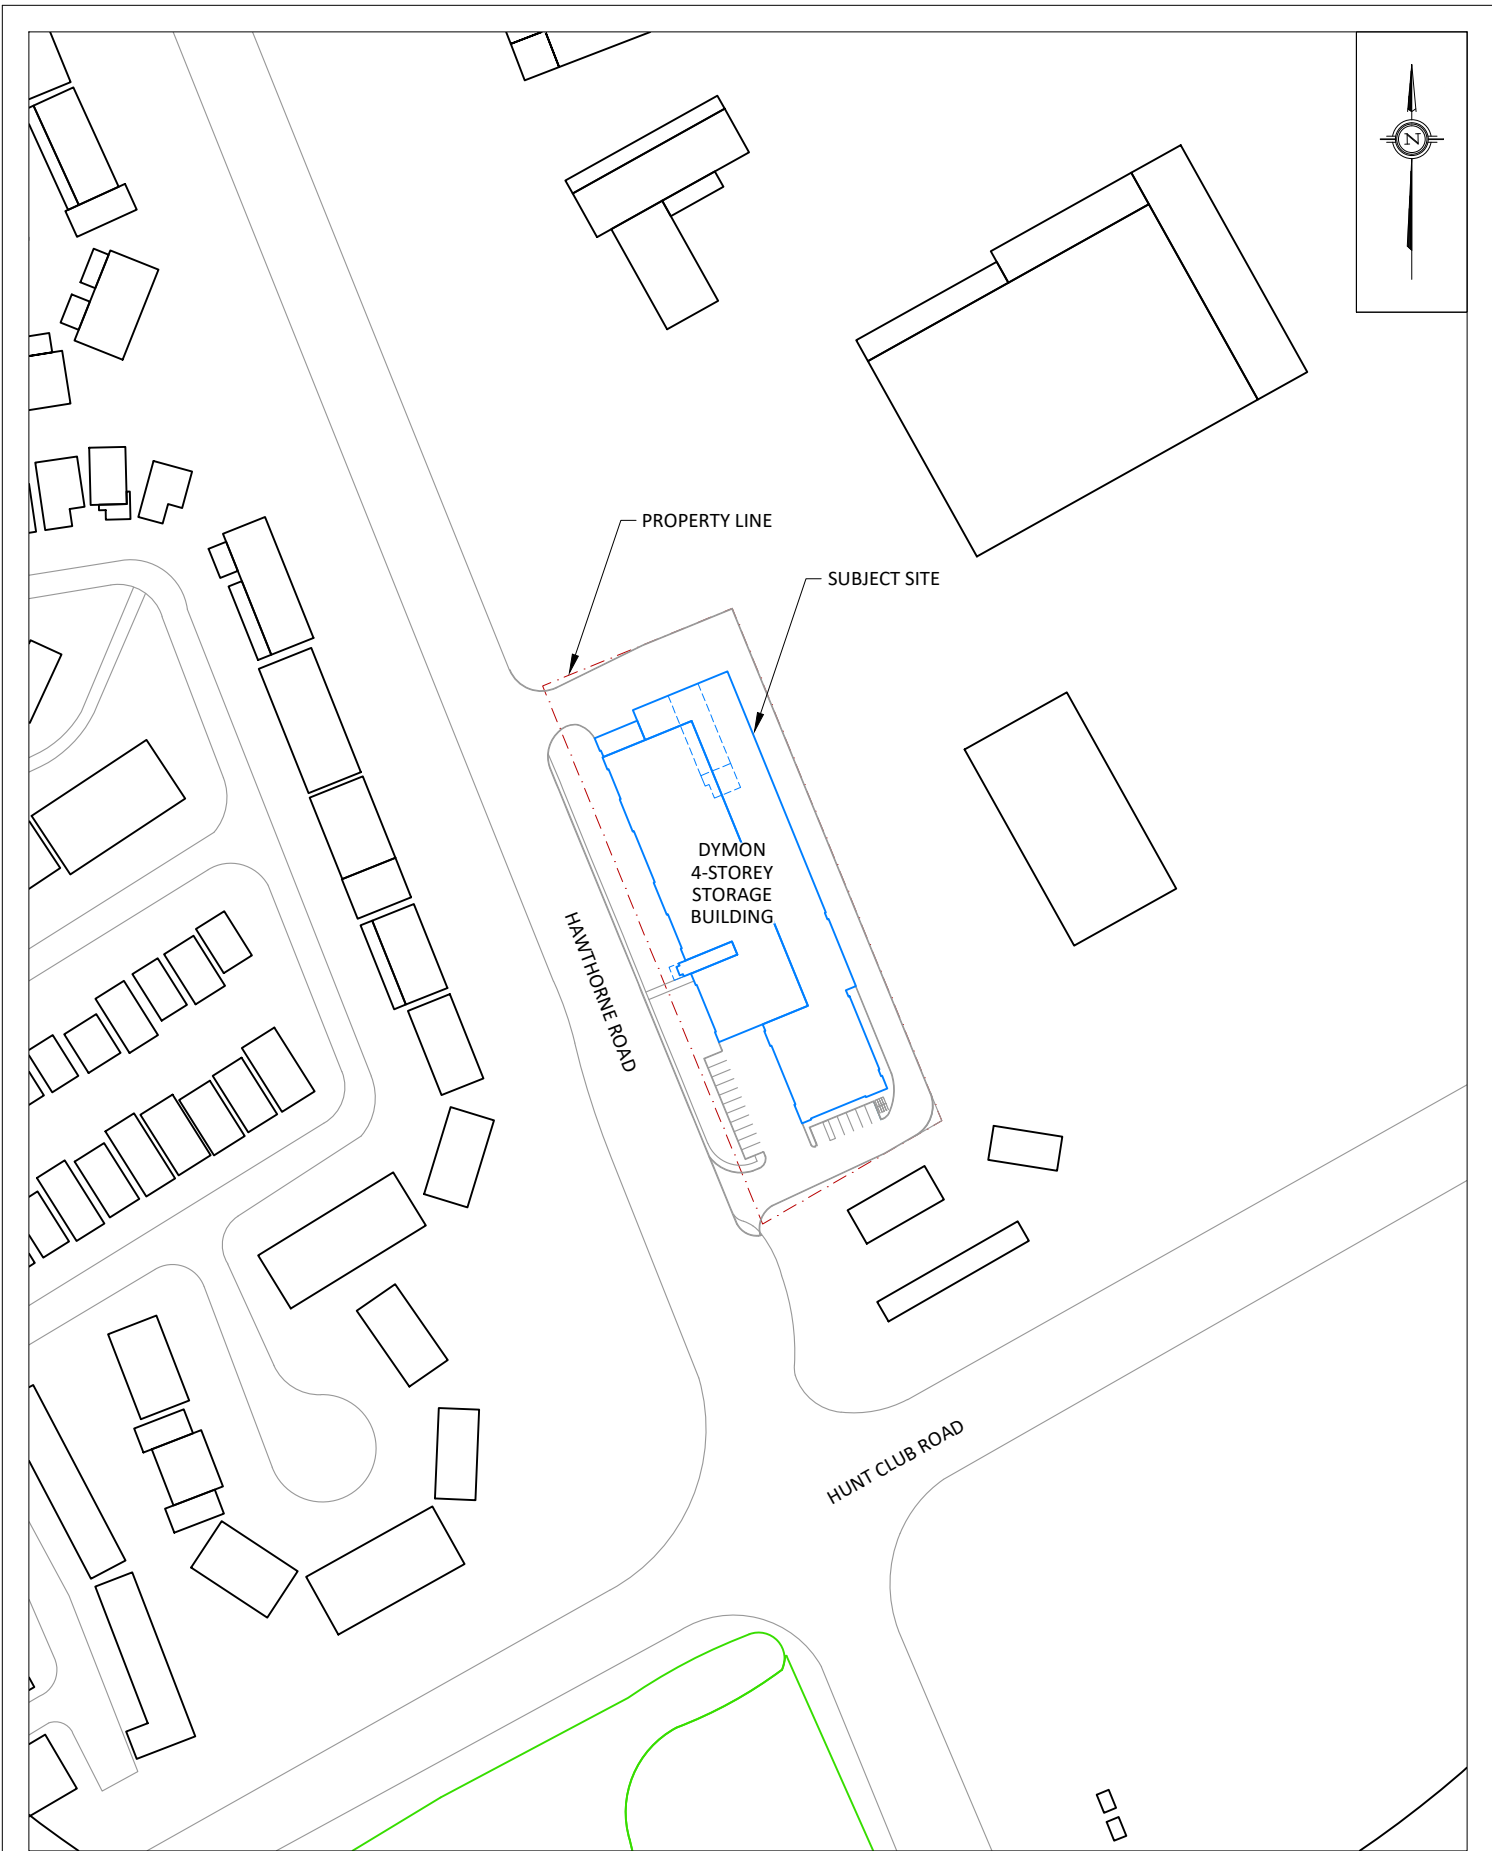 N
PROPERTY LINE
SUBJECT SITE
DYMON
4-STOREY
STORAGE
BUILDING
HAWTHORNE ROAD
HUNT CLUB ROAD